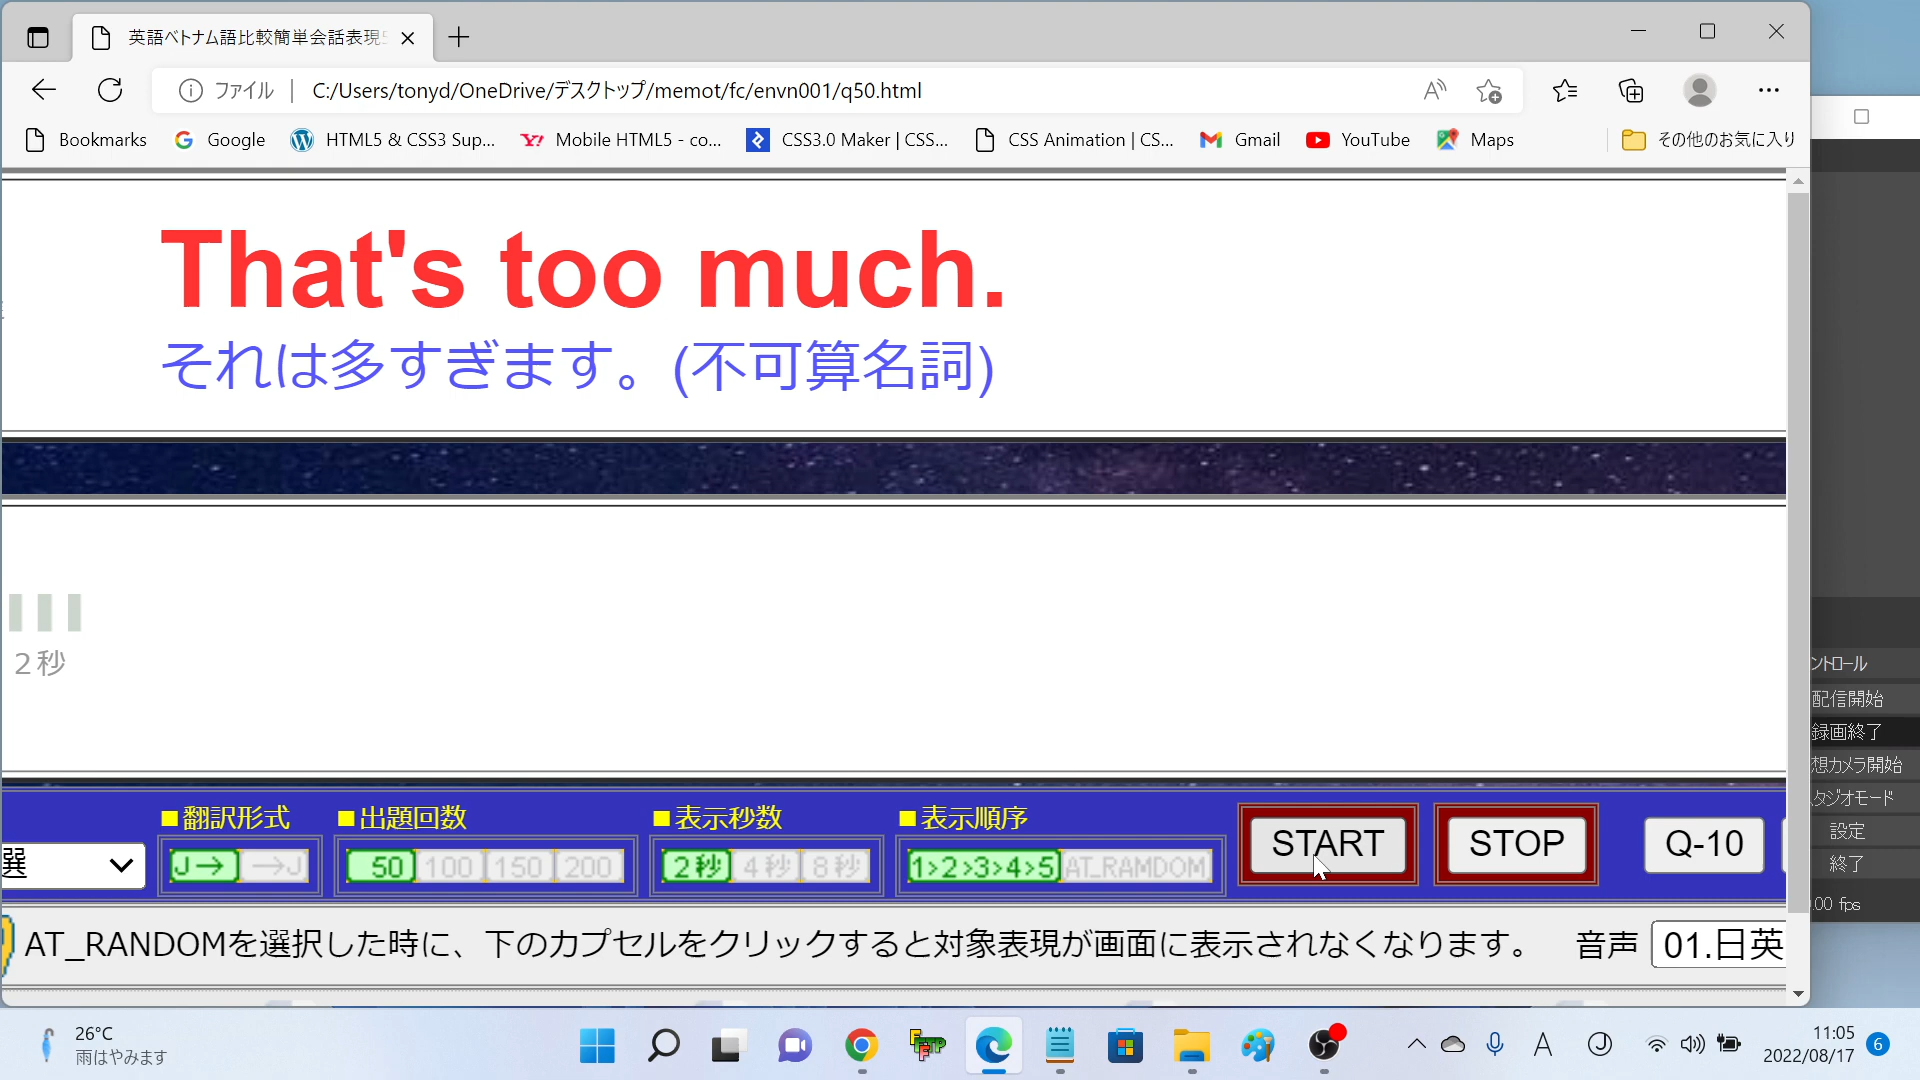 英語ベトナム語比較簡単会話表現
ファイル
C:/Users/tonyd/OneDrive/デスクトップ/memot/fc/envn001/q50.html
Bookmarks
Google
HTML5 & CSS3 Sup...
Mobile HTML5 - co...
CSS3.0 Maker | CSS...
CSS Animation | CS...
Gmail
YouTube
Maps
その他のお気に入り
That's too much.
それは多すぎます。(不可算名詞)
2秒
■翻訳形式
■出題回数
■表示秒数
■表示順序
選
J→
→J
50
100
150
200
2秒
4秒
8秒
1>2>3>4>5
AT_RAMDOM
START
STOP
Q-10
AT_RANDOMを選択した時に、下のカプセルをクリックすると対象表現が画面に表示されなくなります。
音声
01.日英
ントロール
配信開始
録画終了
想カメラ開始
タジオモード
設定
終了
.00 fps
26°C
雨はやみます
FFFTP
A
J
11:05
2022/08/17
6